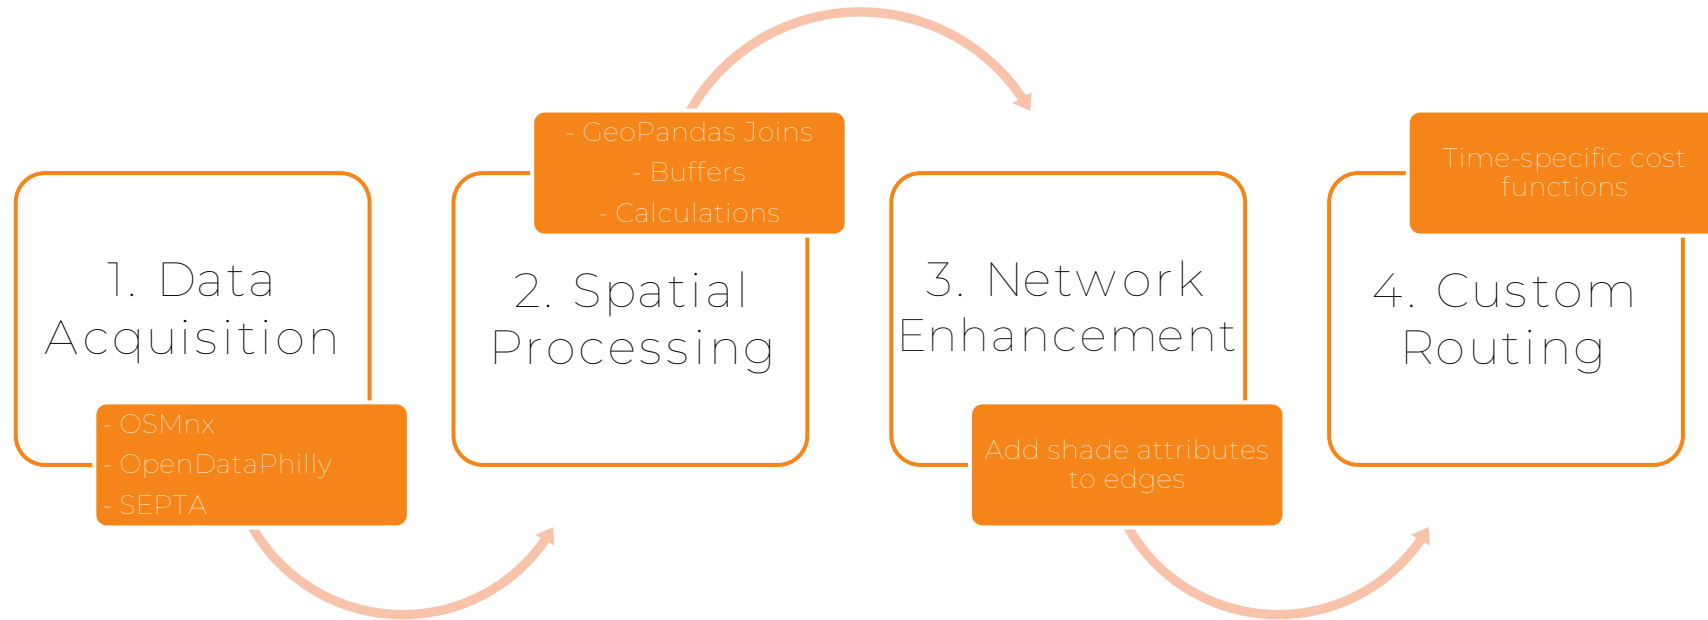 1. Data
Acquisition
- OSMnx
- OpenDataPhilly
- SEPTA
- GeoPandas Joins
- Buffers
- Calculations
2. Spatial
Processing
3. Network
Enhancement
Add shade attributes
to edges
Time-specific cost
functions
4. Custom
Routing